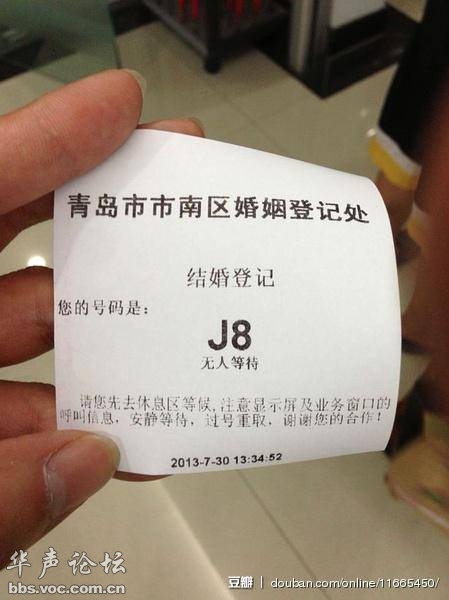 青岛市市南区婚姻登记处
结婚登记
您的号码是:
J8
无人等待
请您先去休息区等候,注意显示屏及业务窗口的
呼叫信息，安静等待，过号重取，谢谢您的合作！
2013-7-30 13:34:52
华声论坛
bbs.voc.com.cn
豆瓣 douban.com/online/11665450/